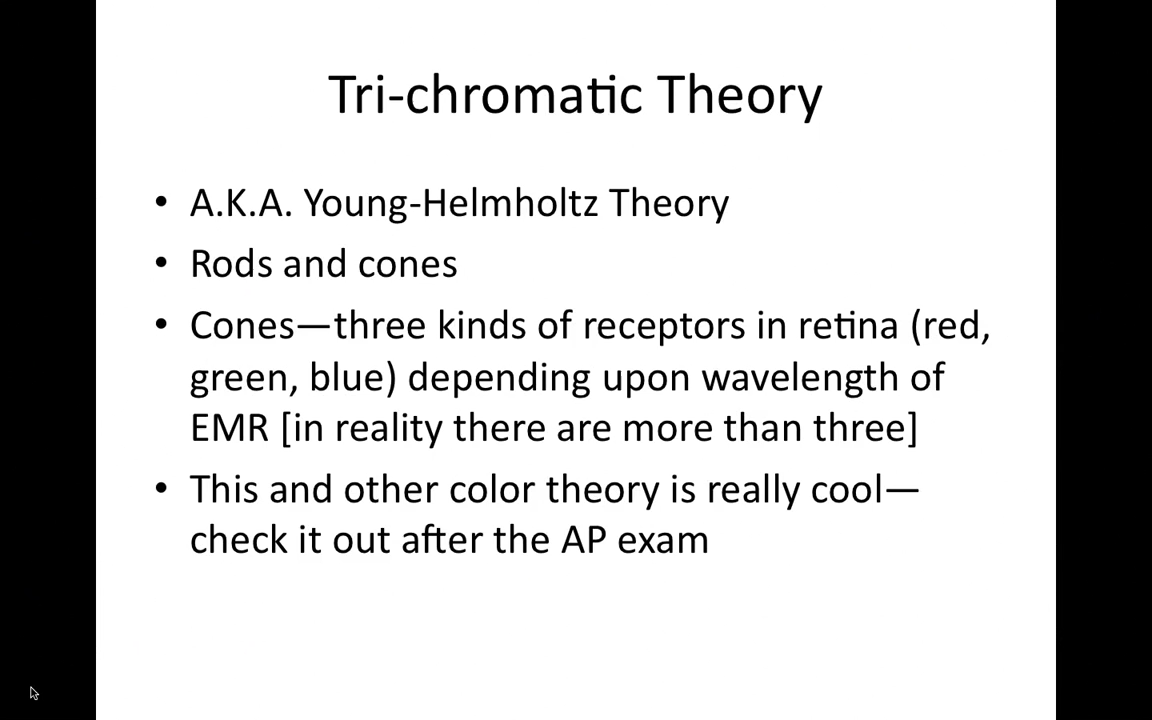 Tri-chromatic Theory
• A.K.A. Young-Helmholtz Theory
• Rods and cones
• Cones—three kinds of receptors in retina (red,
green, blue) depending upon wavelength of
EMR [in reality there are more than three]
• This and other color theory is really cool—
check it out after the AP exam